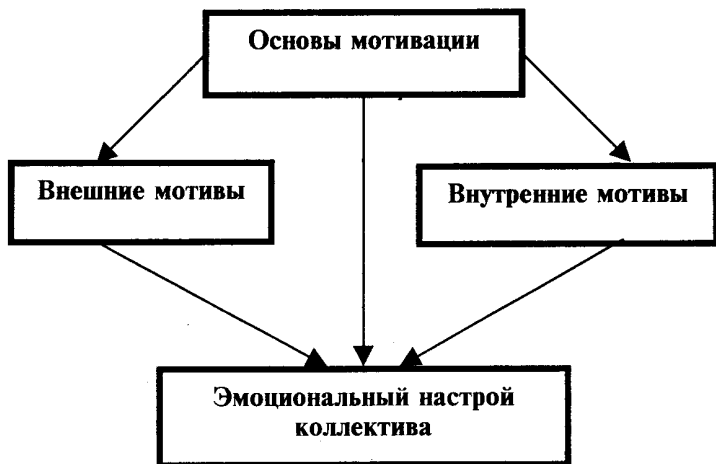 Основы мотивации
Внешние мотивы
Внутренние мотивы
Эмоциональный настрой
коллектива